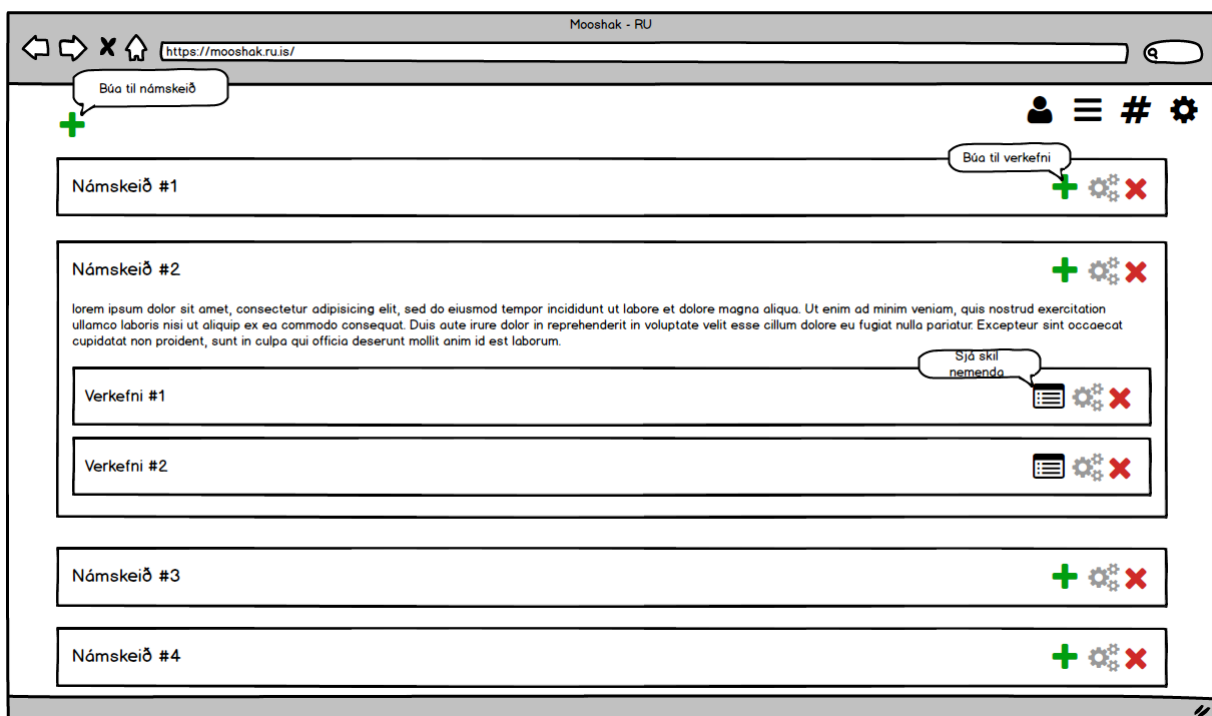 Mooshak - RU
https://mooshak.ru.is/
Búa til námskeið
Búa til verkefni
Námskeið #1
Námskeið #2
lorem ipsum dolor sit amet, consectetur adipisicing elit, sed do eiusmod tempor incididunt ut labore et dolore magna aliqua. Ut enim ad minim veniam, quis nostrud exercitation
ullamco laboris nisi ut aliquip ex ea commodo consequat. Duis aute irure dolor in reprehenderit in voluptate velit esse cillum dolore eu fugiat nulla pariatur. Excepteur sint occaecat
cupidatat non proident, sunt in culpa qui officia deserunt mollit anim id est laborum.
Sjá skil
nemenda
Verkefni #1
Verkefni #2
Námskeið #3
Námskeið #4